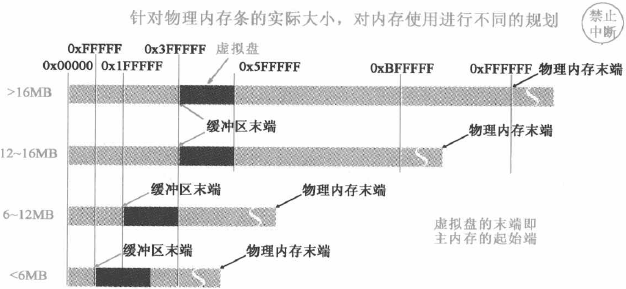 针对物理内存条的实际大小，对内存使用进行不同的规划
禁止
中断
0xFFFFF 0x3FFFFF 虚拟盘
0x00000 0x1FFFFF 0x5FFFFF 0xBFFFFF 0xFFFFFF 物理内存末端
>16MB
缓冲区末端
12~16MB 物理内存末端
缓冲区末端 物理内存末端
6~12MB
虚拟盘的末端即
主内存的起始端
缓冲区末端 物理内存末端
<6MB